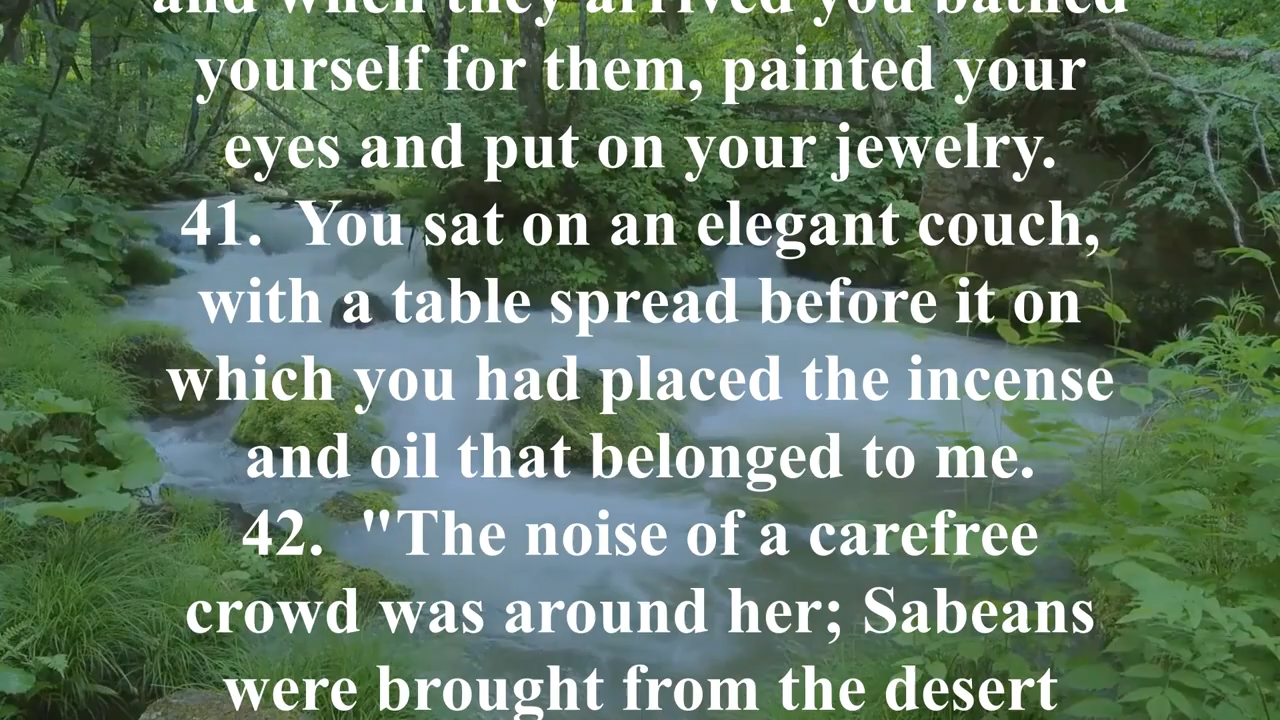 and when they arrived you bathed
yourself for them, painted your
eyes and put on your jewelry.
41.  You sat on an elegant couch,
with a table spread before it on
which you had placed the incense
and oil that belonged to me.
42.  "The noise of a carefree
crowd was around her; Sabeans
were brought from the desert